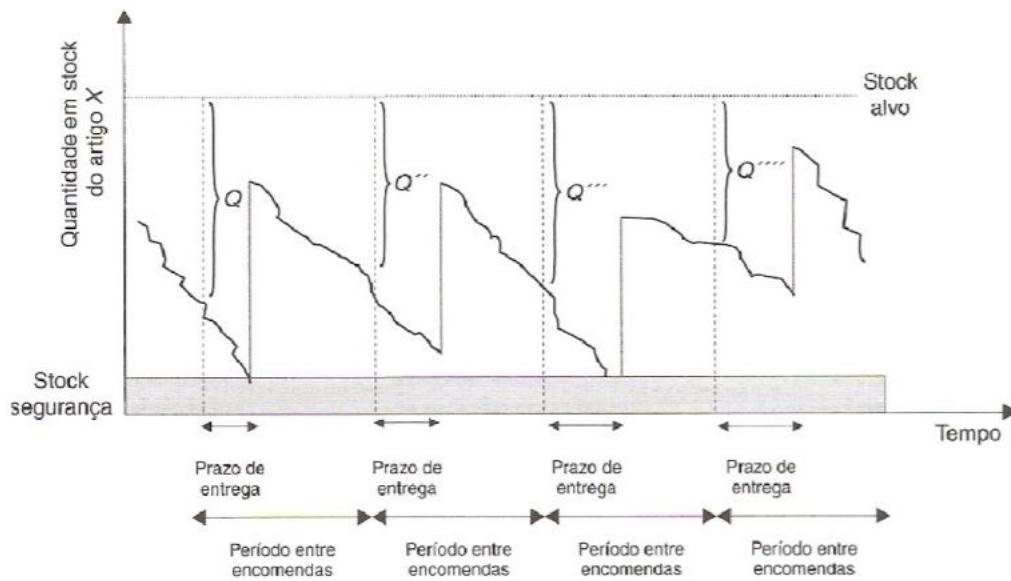 Quantidade em stock
do artigo X
Stock
alvo
Q
Q´´
Q´´´
Q´´´´
Stock
segurança
Tempo
Prazo de
entrega
Prazo de
entrega
Prazo de
entrega
Prazo de
entrega
Período entre
encomendas
Período entre
encomendas
Período entre
encomendas
Período entre
encomendas